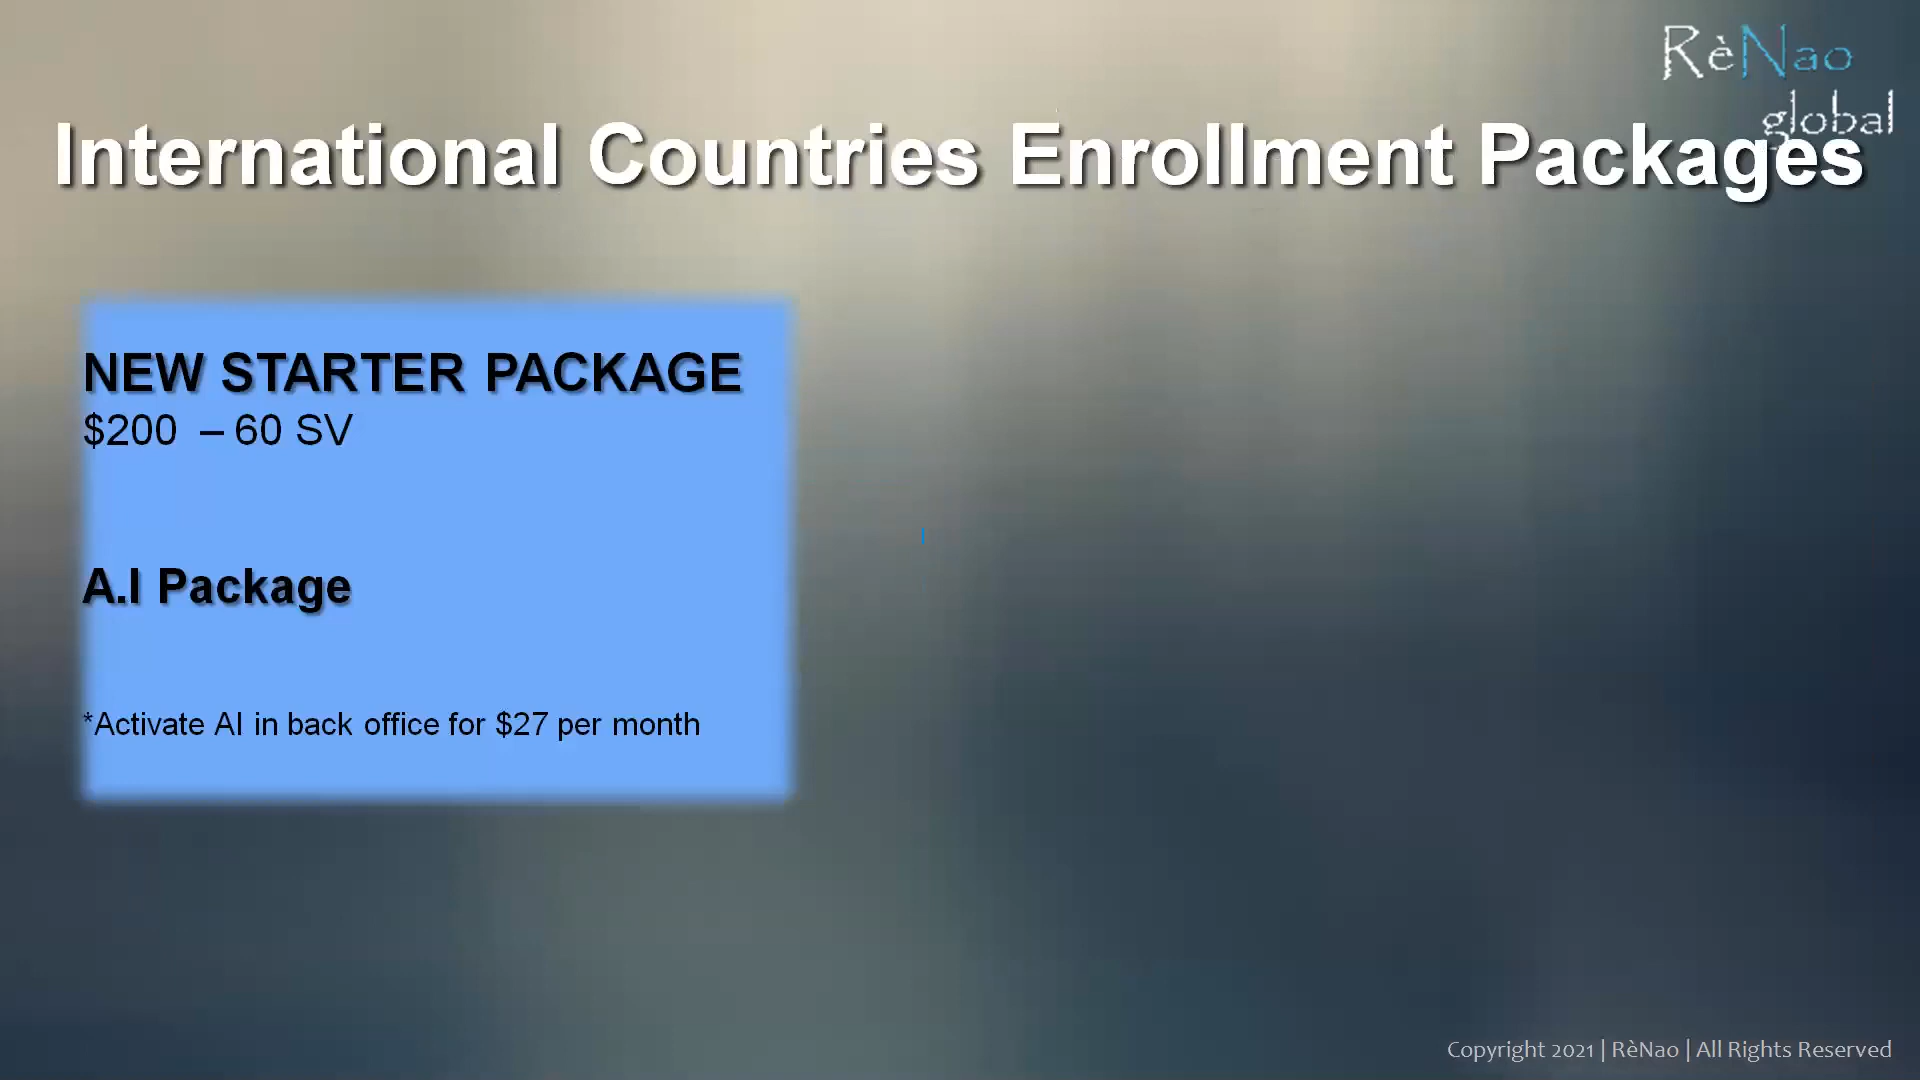 RèNao
global
International Countries Enrollment Packages
NEW STARTER PACKAGE
$200 – 60 SV
A.I Package
*Activate AI in back office for $27 per month
Copyright 2021 | RèNao | All Rights Reserved